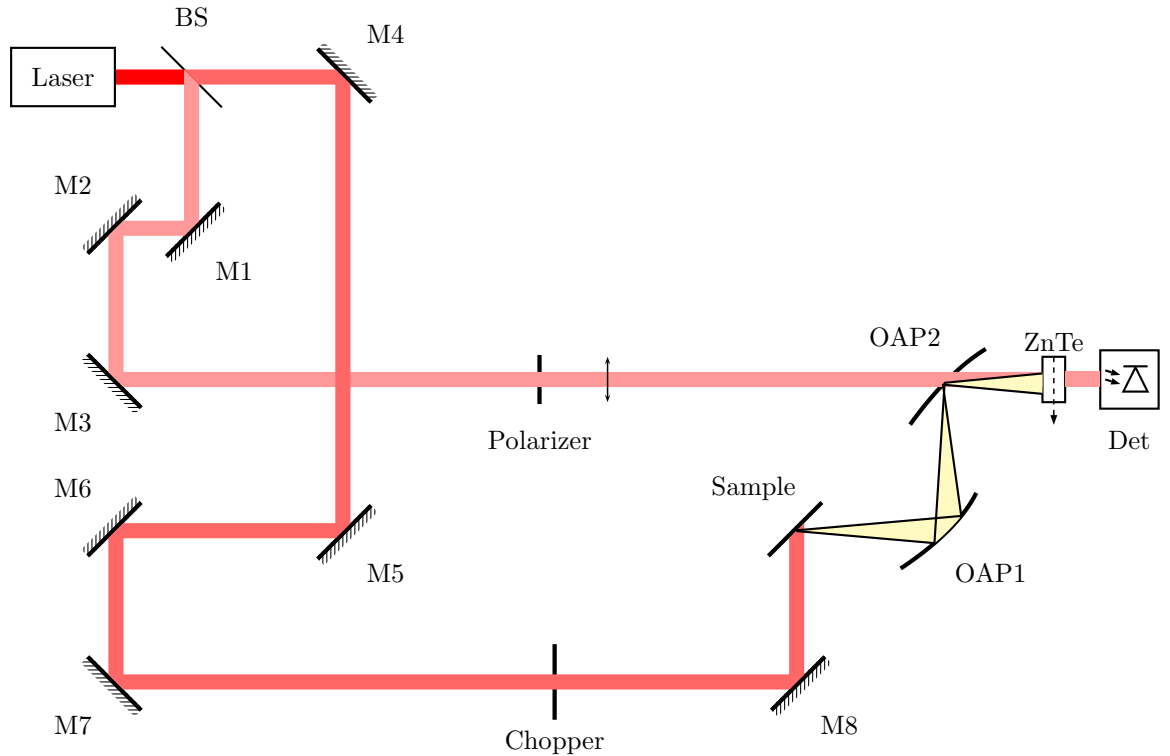 BS
M4
Laser
M2
M1
OAP2
ZnTe
M3
Polarizer
Det
M6
Sample
M5
OAP1
M7
M8
Chopper